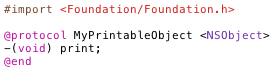 #import <Foundation/Foundation.h>
@protocol MyPrintableObject <NSObject>
-(void) print;
@end